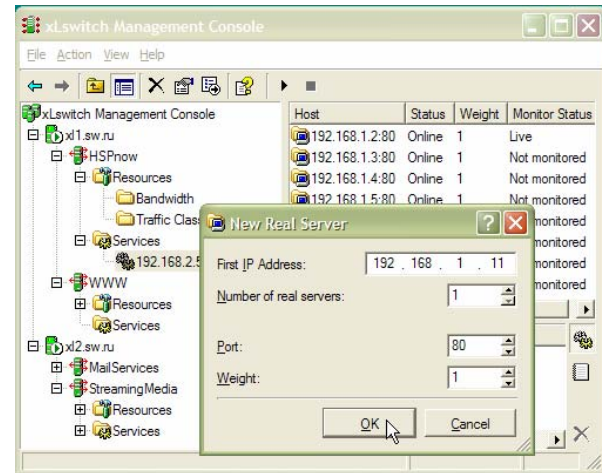 xLswitch Management Console
File Action View Help
xLswitch Management Console
xl1.sw.ru
HSPnow
Resources
Bandwidth
Traffic Clas
Services
192.168.2.5
WWW
Resources
Services
xl2.sw.ru
MailServices
StreamingMedia
Resources
Services
Host Status Weight Monitor Status
192.168.1.2:80 Online 1 Live
192.168.1.3:80 Online 1 Not monitored
192.168.1.4:80 Online 1 Not monitored
192.168.1.5:80 Online 1 Not monitored
monitored
monitored
monitored
monitored
New Real Server
First IP Address: 192 . 168 . 1 . 11
Number of real servers: 1
Port: 80
Weight: 1
OK Cancel